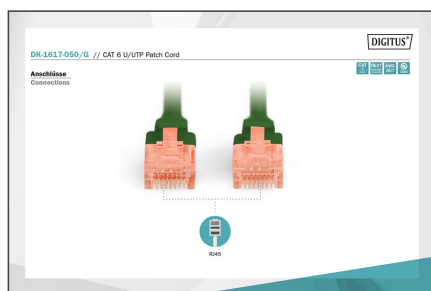 DIGITUS®
DK-1617-050/G // CAT 6 U/UTP Patch Cord
Anschlüsse
Connections
RJ45